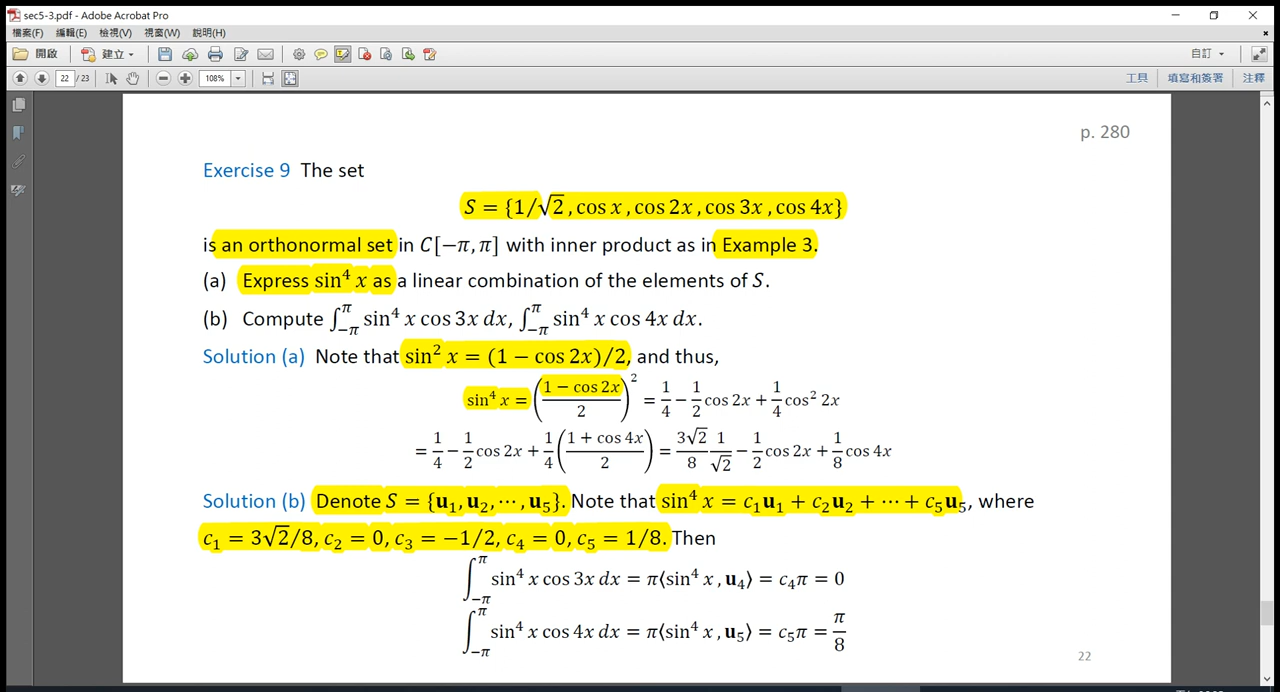 sec5-3.pdf - Adobe Acrobat Pro
檔案(F) 編輯(E) 檢視(V) 視窗(W) 說明(H)
開啟 建立 自訂
22 / 23 108% 工具 填寫和簽署 注釋
p. 280
Exercise 9 The set
S = {1/√2, cos x, cos 2x, cos 3x, cos 4x}
is an orthonormal set in C[−π, π] with inner product as in Example 3.
(a) Express sin⁴ x as a linear combination of the elements of S.
(b) Compute ∫_{−π}^{π} sin⁴ x cos 3x dx, ∫_{−π}^{π} sin⁴ x cos 4x dx.
Solution (a) Note that sin² x = (1 − cos 2x)/2, and thus,
sin⁴ x = ((1 − cos 2x)/2)² = 1/4 − 1/2 cos 2x + 1/4 cos² 2x
= 1/4 − 1/2 cos 2x + 1/4 ((1 + cos 4x)/2) = 3√2/8 1/√2 − 1/2 cos 2x + 1/8 cos 4x
Solution (b) Denote S = {u₁, u₂, ⋯, u₅}. Note that sin⁴ x = c₁u₁ + c₂u₂ + ⋯ + c₅u₅, where
c₁ = 3√2/8, c₂ = 0, c₃ = −1/2, c₄ = 0, c₅ = 1/8. Then
∫_{−π}^{π} sin⁴ x cos 3x dx = π⟨sin⁴ x, u₄⟩ = c₄π = 0
∫_{−π}^{π} sin⁴ x cos 4x dx = π⟨sin⁴ x, u₅⟩ = c₅π = π/8
22